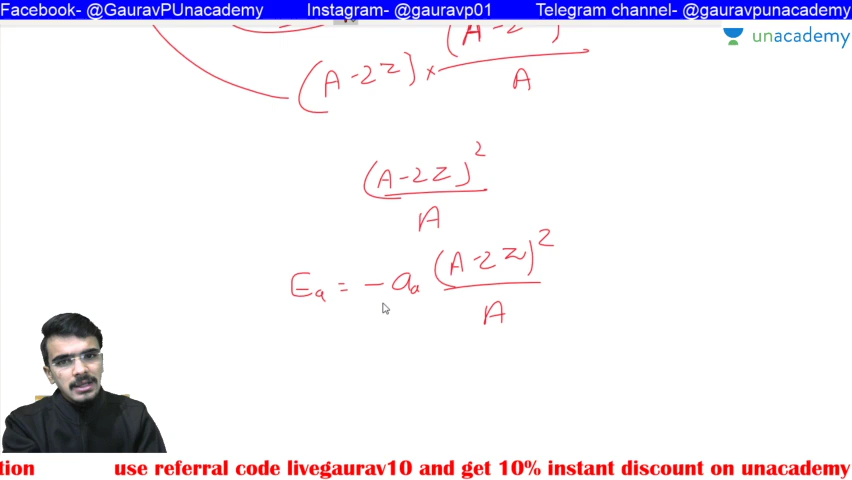 Facebook- @GauravPUnacademy Instagram- @gauravp01 Telegram channel- @gauravpunacademy
unacademy
(A-2Z) × (A-2
A
(A-2Z)²
A
Eₐ = -aₐ (A-2Z)²
A
tion use referral code livegaurav10 and get 10% instant discount on unacademy